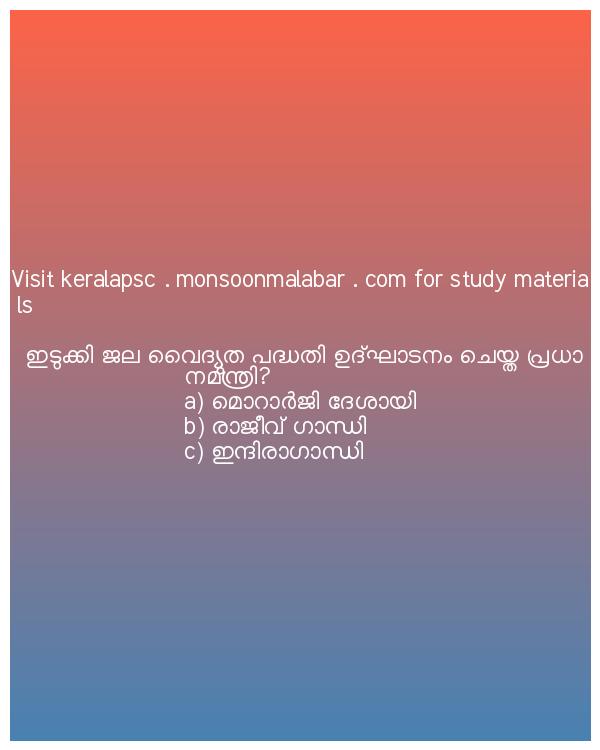 Visit keralapsc . monsoonmalabar . com for study materia
ls
ഇടുക്കി ജല വൈദ്യുത പദ്ധതി ഉദ്ഘാടനം ചെയ്ത പ്രധാ
നമന്ത്രി?
a) മൊറാർജി ദേശായി
b) രാജീവ് ഗാന്ധി
c) ഇന്ദിരാഗാന്ധി